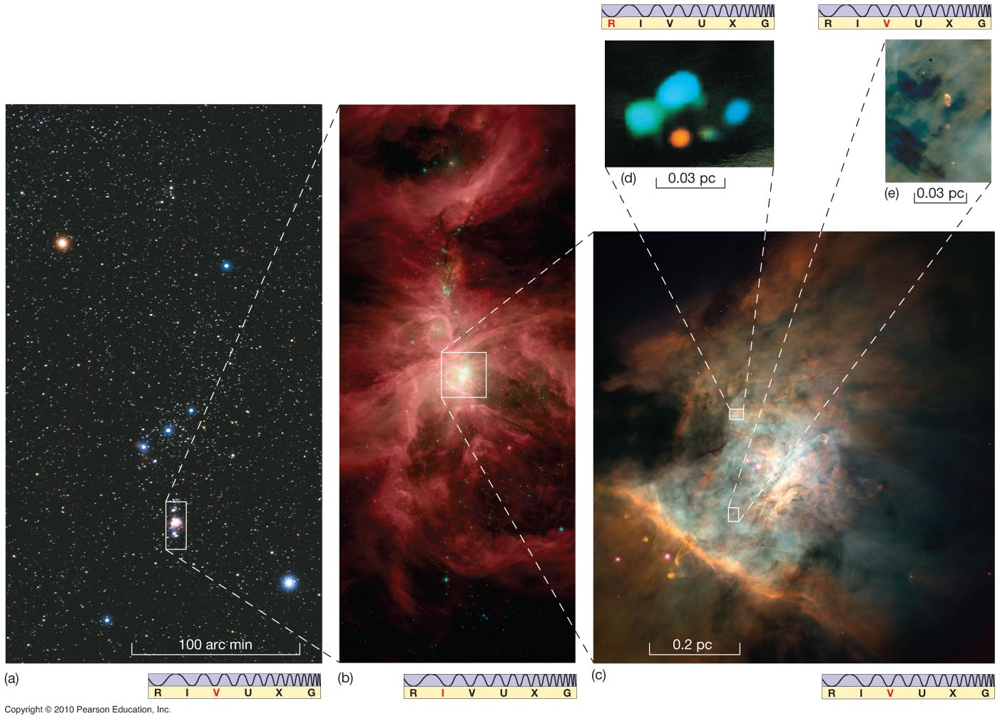 R I V U X G
R I V U X G
(d)
0.03 pc
(e)
0.03 pc
100 arc min
0.2 pc
(a)
R I V U X G
(b)
R I V U X G
(c)
R I V U X G
Copyright © 2010 Pearson Education, Inc.